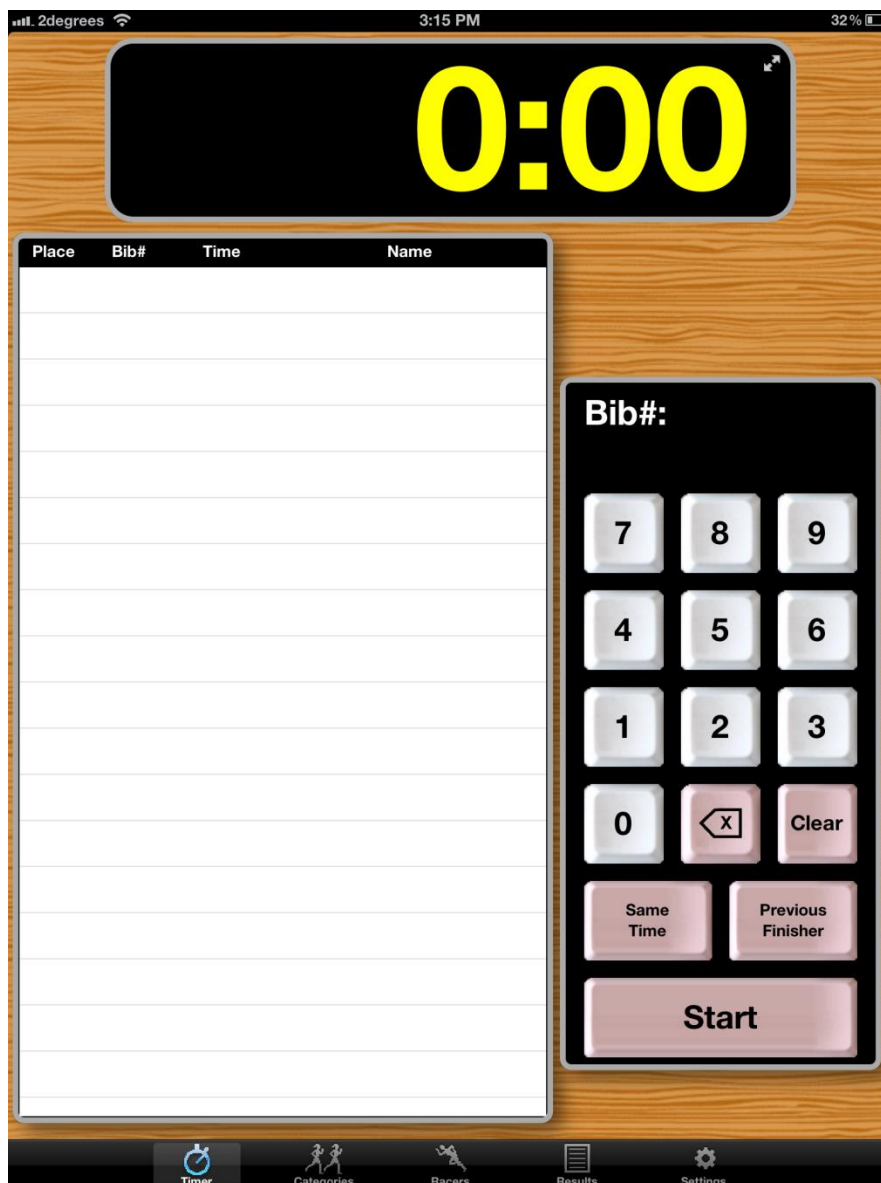 2degrees 3:15 PM 32%
0:00
Place Bib# Time Name
Bib#:
7 8 9
4 5 6
1 2 3
0 X Clear
Same Time
Previous Finisher
Start
Timer Categories Racers Results Settings